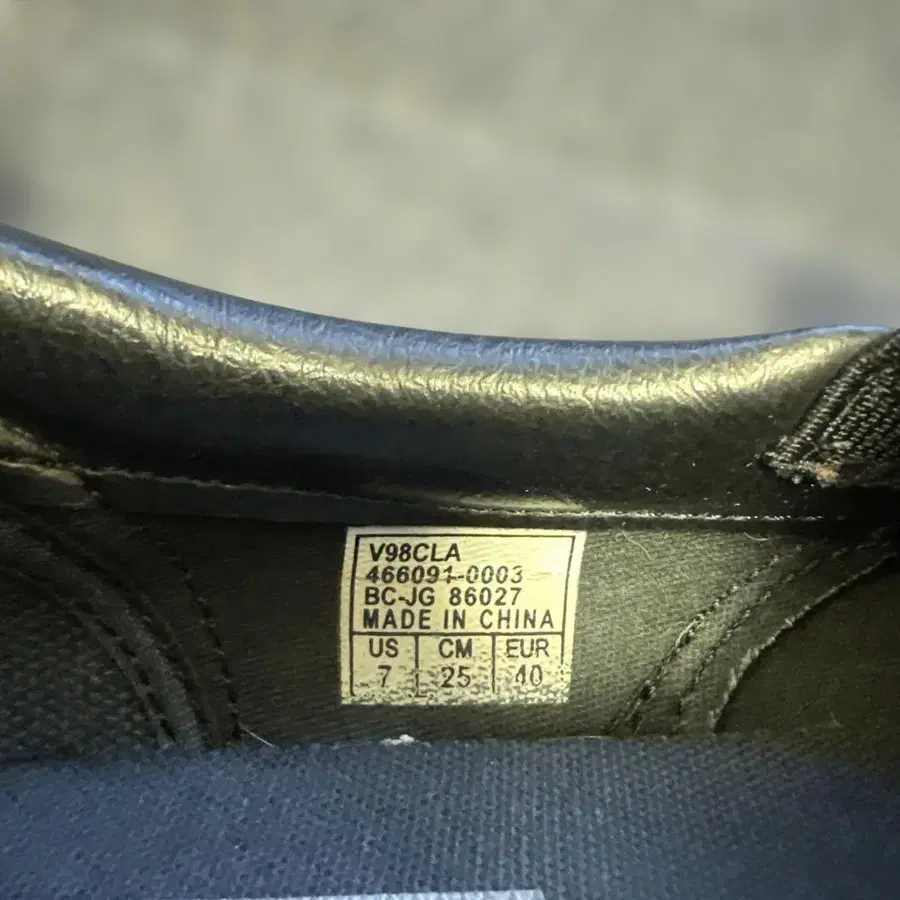 V98CLA
466091-0003
BC-JG 86027
MADE IN CHINA
US CM EUR
7 25 40